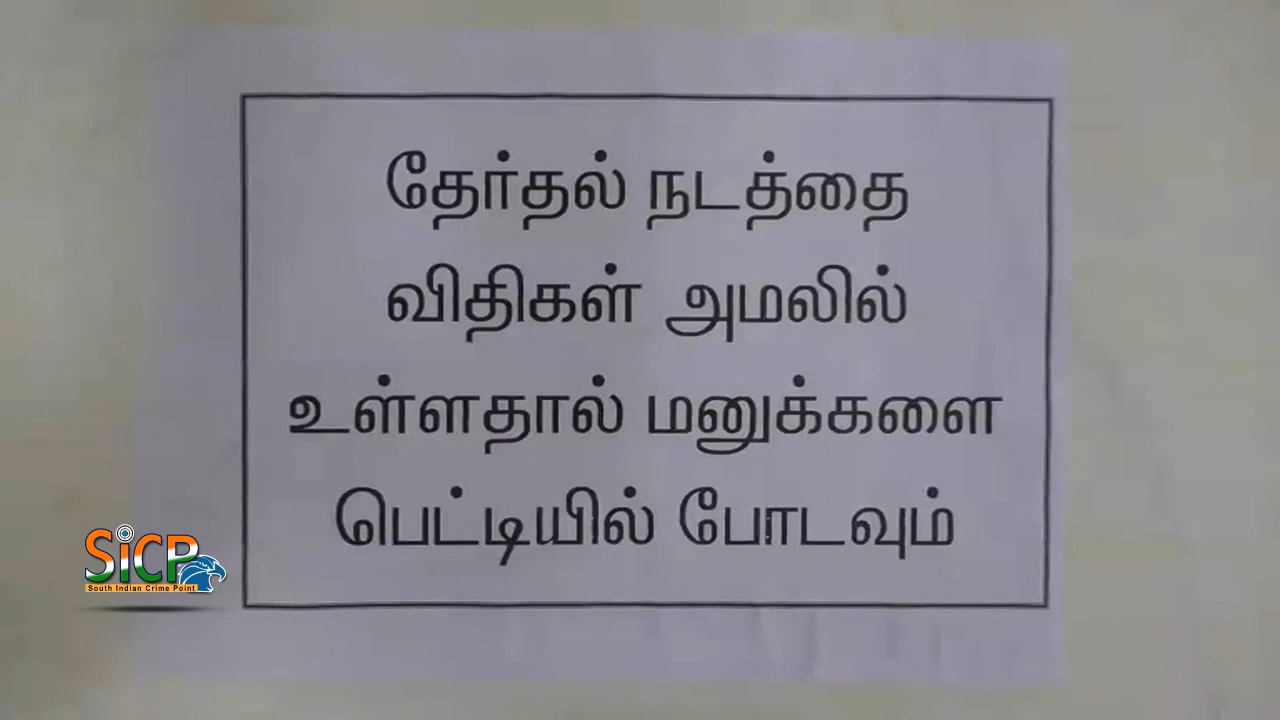 தேர்தல் நடத்தை
விதிகள் அமலில்
உள்ளதால் மனுக்களை
பெட்டியில் போடவும்
SiCP
South Indian Crime Point